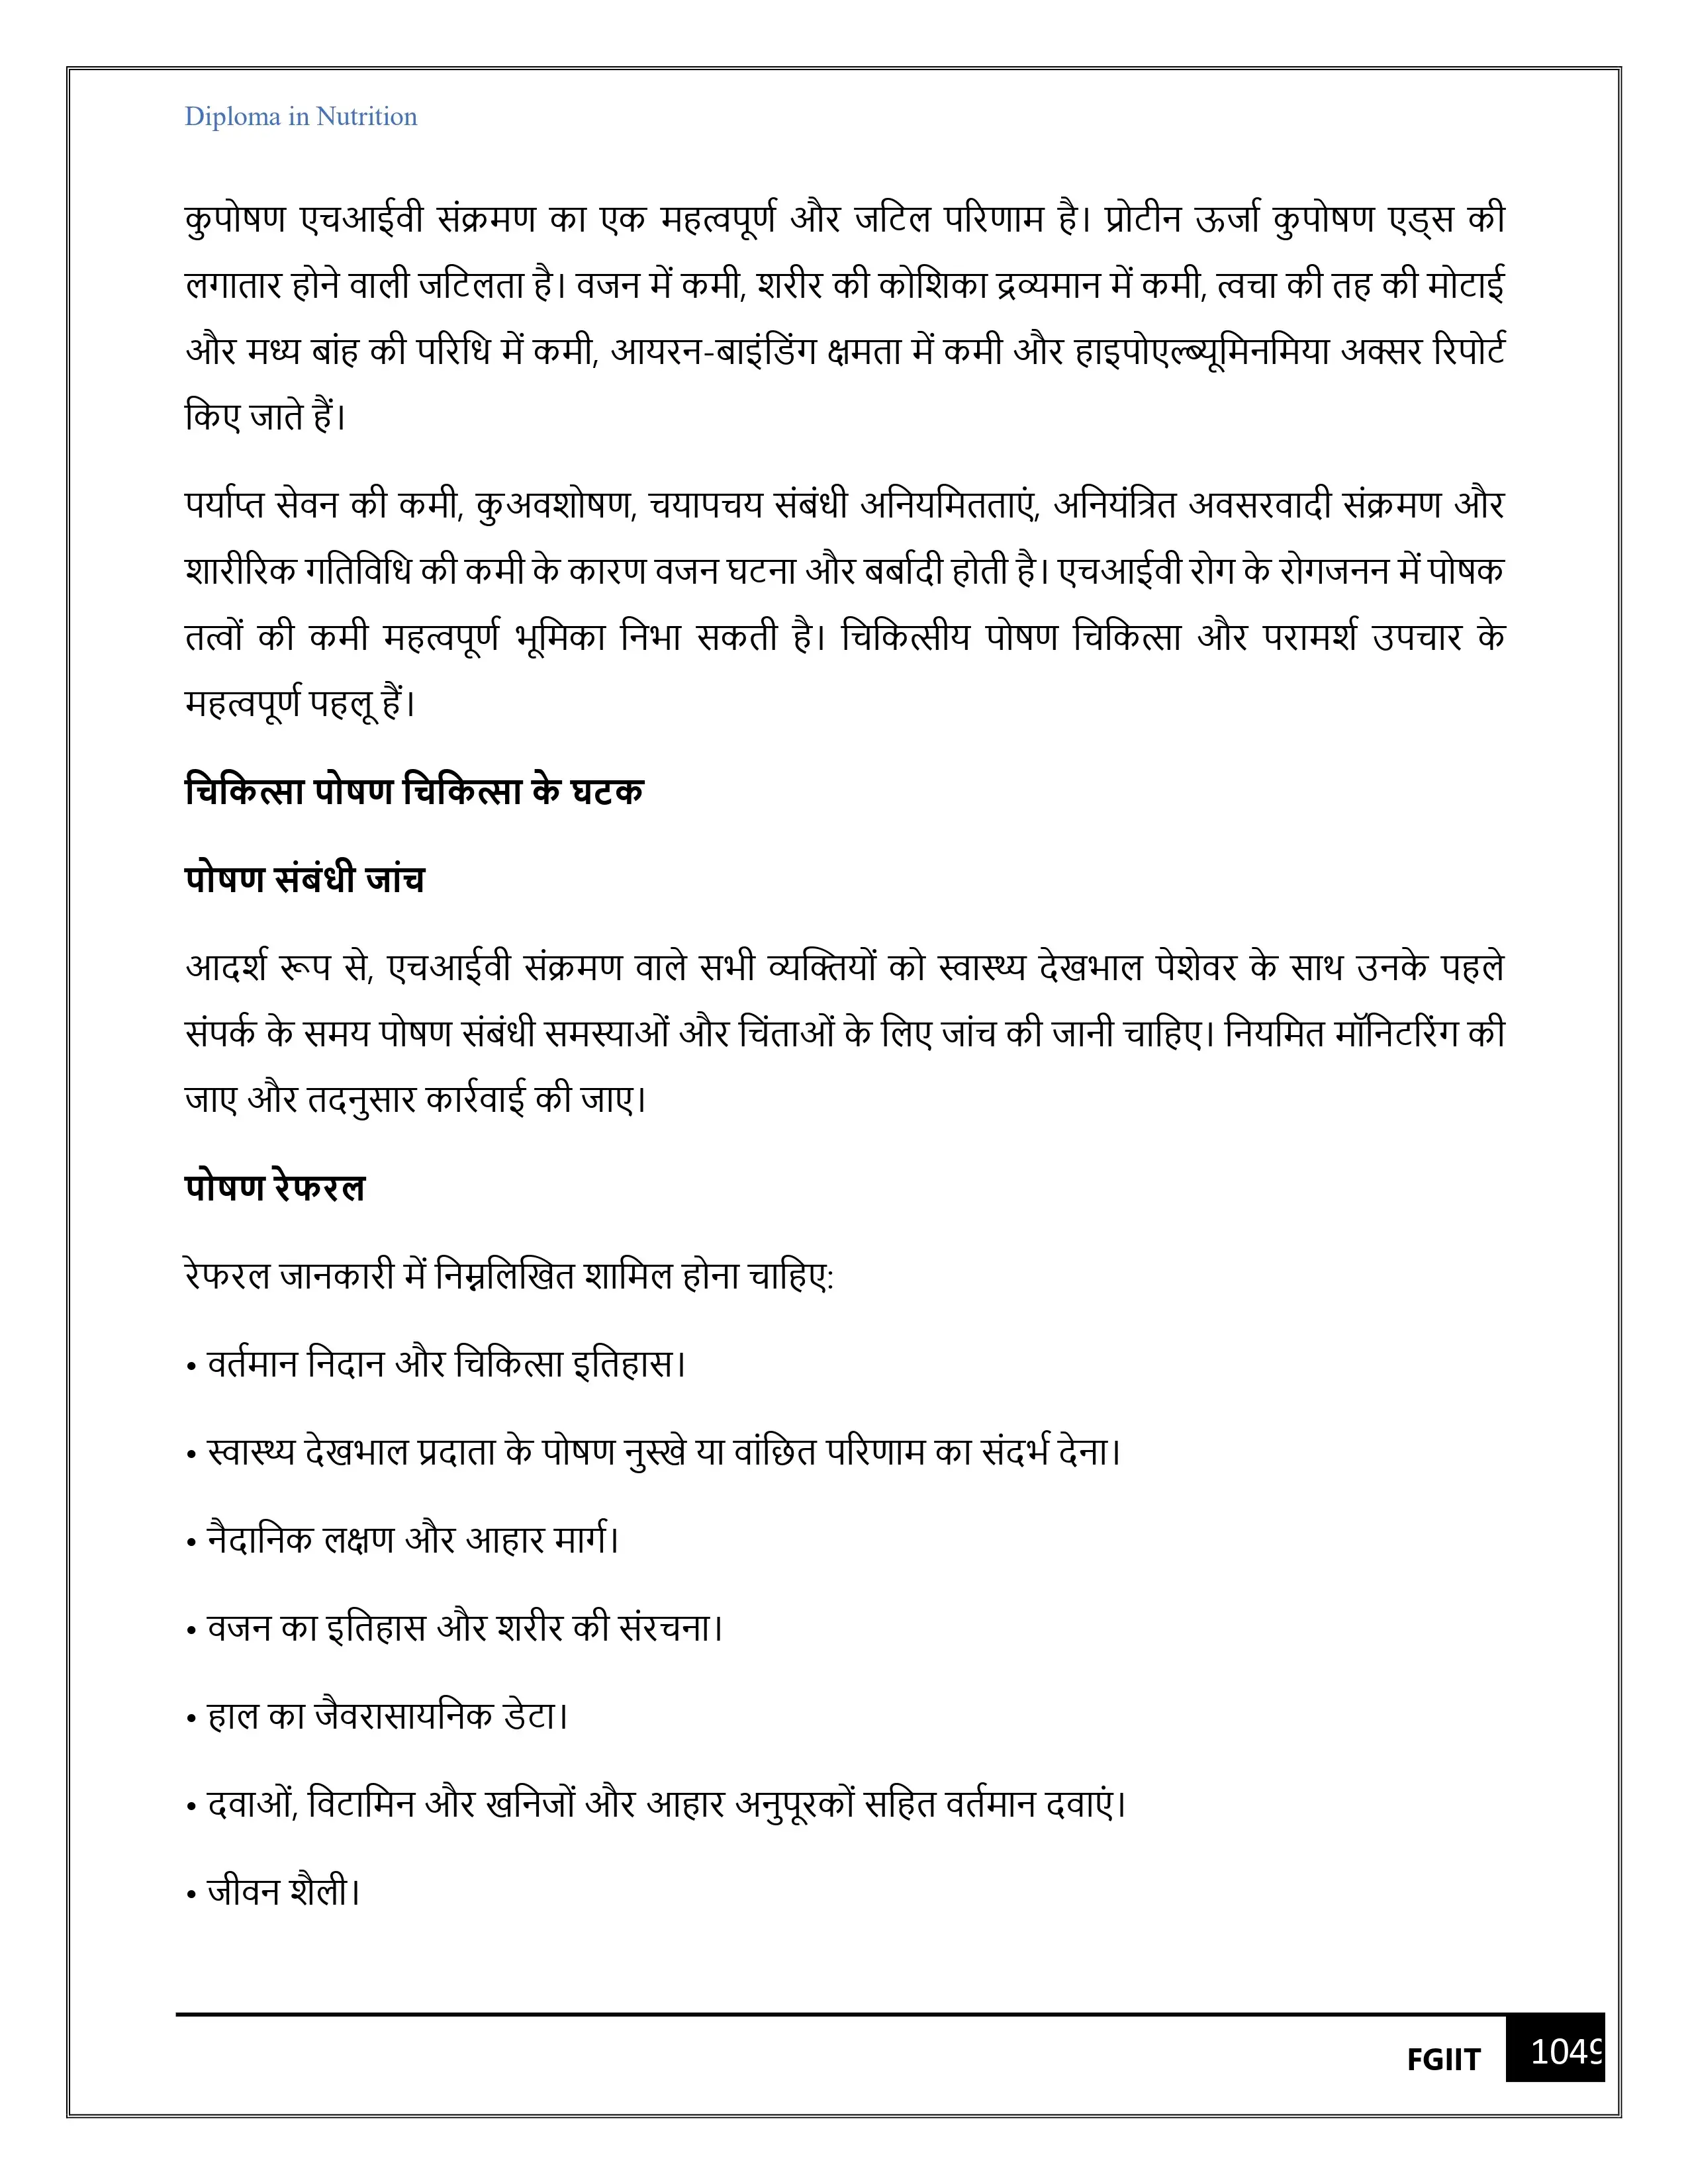 Diploma in Nutrition
कुपोषण एचआईवी संक्रमण का एक महत्वपूर्ण और जटिल परिणाम है। प्रोटीन ऊर्जा कुपोषण एड्स की
लगातार होने वाली जटिलता है। वजन में कमी, शरीर की कोशिका द्रव्यमान में कमी, त्वचा की तह की मोटाई
और मध्य बांह की परिधि में कमी, आयरन-बाइंडिंग क्षमता में कमी और हाइपोएल्ब्यूमिनमिया अक्सर रिपोर्ट
किए जाते हैं।
पर्याप्त सेवन की कमी, कुअवशोषण, चयापचय संबंधी अनियमितताएं, अनियंत्रित अवसरवादी संक्रमण और
शारीरिक गतिविधि की कमी के कारण वजन घटना और बर्बादी होती है। एचआईवी रोग के रोगजनन में पोषक
तत्वों की कमी महत्वपूर्ण भूमिका निभा सकती है। चिकित्सीय पोषण चिकित्सा और परामर्श उपचार के
महत्वपूर्ण पहलू हैं।
चिकित्सा पोषण चिकित्सा के घटक
पोषण संबंधी जांच
आदर्श रूप से, एचआईवी संक्रमण वाले सभी व्यक्तियों को स्वास्थ्य देखभाल पेशेवर के साथ उनके पहले
संपर्क के समय पोषण संबंधी समस्याओं और चिंताओं के लिए जांच की जानी चाहिए। नियमित मॉनिटरिंग की
जाए और तदनुसार कार्रवाई की जाए।
पोषण रेफरल
रेफरल जानकारी में निम्नलिखित शामिल होना चाहिए:
• वर्तमान निदान और चिकित्सा इतिहास।
• स्वास्थ्य देखभाल प्रदाता के पोषण नुस्खे या वांछित परिणाम का संदर्भ देना।
• नैदानिक लक्षण और आहार मार्ग।
• वजन का इतिहास और शरीर की संरचना।
• हाल का जैवरासायनिक डेटा।
• दवाओं, विटामिन और खनिजों और आहार अनुपूरकों सहित वर्तमान दवाएं।
• जीवन शैली।
FGIIT 1049